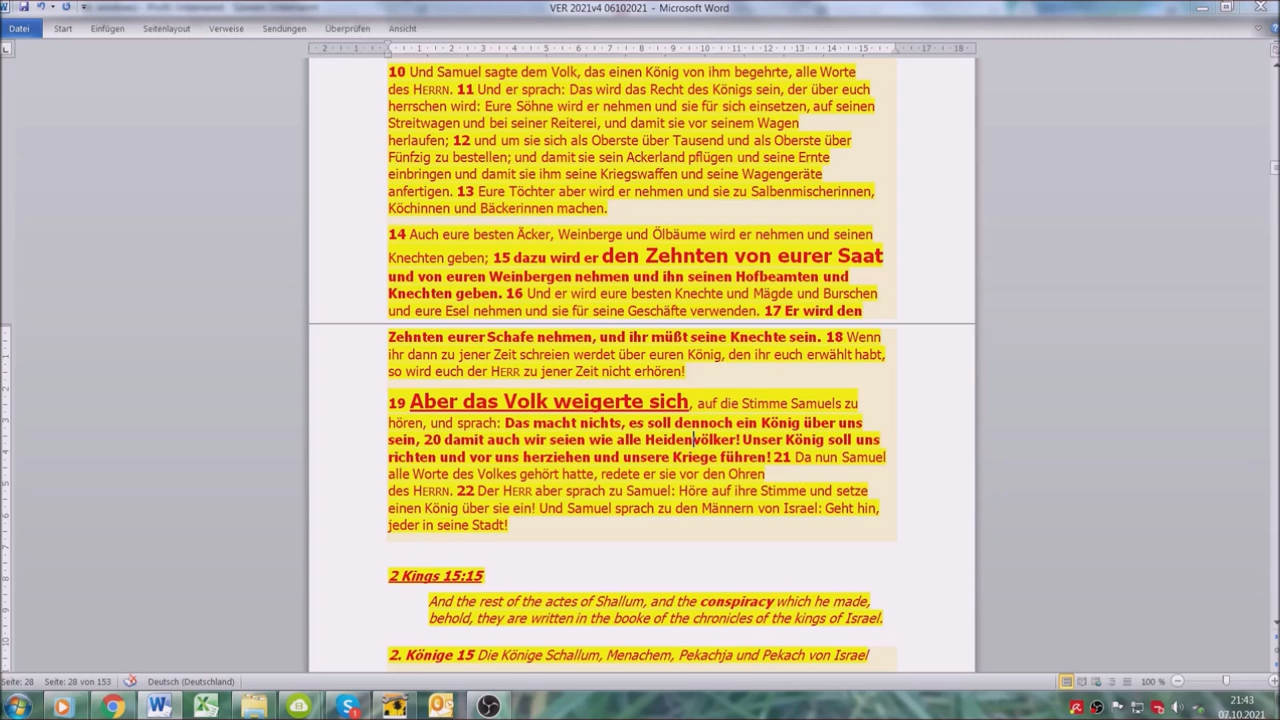 VER 2021v4 06102021 - Microsoft Word
Datei Start Einfügen Seitenlayout Verweise Sendungen Überprüfen Ansicht
2 1 1 2 3 4 5 6 7 8 9 10 11 12 13 14 15 17 18
10 Und Samuel sagte dem Volk, das einen König von ihm begehrte, alle Worte
des HERRN. 11 Und er sprach: Das wird das Recht des Königs sein, der über euch
herrschen wird: Eure Söhne wird er nehmen und sie für sich einsetzen, auf seinen
Streitwagen und bei seiner Reiterei, und damit sie vor seinem Wagen
herlaufen; 12 und um sie sich als Oberste über Tausend und als Oberste über
Fünfzig zu bestellen; und damit sie sein Ackerland pflügen und seine Ernte
einbringen und damit sie ihm seine Kriegswaffen und seine Wagengeräte
anfertigen. 13 Eure Töchter aber wird er nehmen und sie zu Salbenmischerinnen,
Köchinnen und Bäckerinnen machen.
14 Auch eure besten Äcker, Weinberge und Ölbäume wird er nehmen und seinen
Knechten geben; 15 dazu wird er den Zehnten von eurer Saat
und von euren Weinbergen nehmen und ihn seinen Hofbeamten und
Knechten geben. 16 Und er wird eure besten Knechte und Mägde und Burschen
und eure Esel nehmen und sie für seine Geschäfte verwenden. 17 Er wird den
Zehnten eurer Schafe nehmen, und ihr müßt seine Knechte sein. 18 Wenn
ihr dann zu jener Zeit schreien werdet über euren König, den ihr euch erwählt habt,
so wird euch der HERR zu jener Zeit nicht erhören!
19 Aber das Volk weigerte sich, auf die Stimme Samuels zu
hören, und sprach: Das macht nichts, es soll dennoch ein König über uns
sein, 20 damit auch wir seien wie alle Heidenvölker! Unser König soll uns
richten und vor uns herziehen und unsere Kriege führen! 21 Da nun Samuel
alle Worte des Volkes gehört hatte, redete er sie vor den Ohren
des HERRN. 22 Der HERR aber sprach zu Samuel: Höre auf ihre Stimme und setze
einen König über sie ein! Und Samuel sprach zu den Männern von Israel: Geht hin,
jeder in seine Stadt!
2 Kings 15:15
And the rest of the actes of Shallum, and the conspiracy which he made,
behold, they are written in the booke of the chronicles of the kings of Israel.
2. Könige 15 Die Könige Schallum, Menachem, Pekachja und Pekach von Israel
Seite: 28 Seite: 28 von 153 Deutsch (Deutschland) 100 %
21:43
07.10.2021